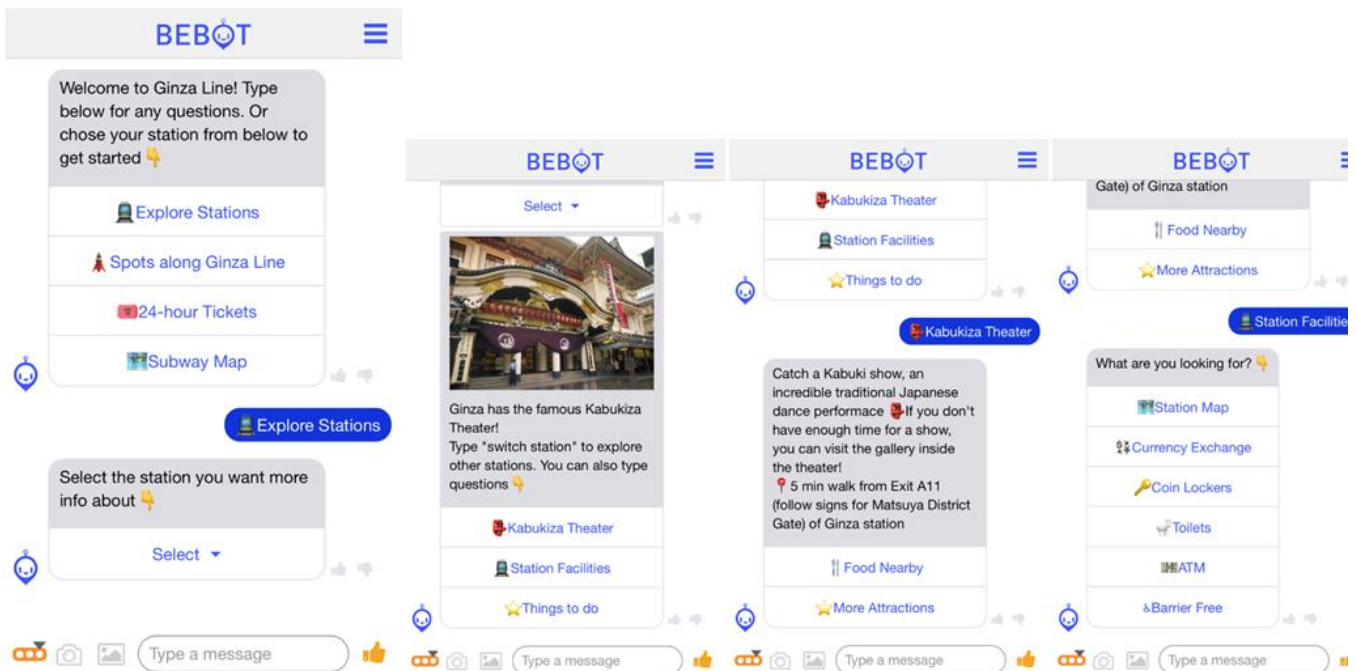 BEBOT
Welcome to Ginza Line! Type
below for any questions. Or
chose your station from below to
get started 👇
Explore Stations
Spots along Ginza Line
24-hour Tickets
Subway Map
Explore Stations
Select the station you want more
info about 👇
Select
Type a message
BEBOT
Select
Ginza has the famous Kabukiza
Theater!
Type "switch station" to explore
other stations. You can also type
questions 👇
Kabukiza Theater
Station Facilities
Things to do
Type a message
BEBOT
Kabukiza Theater
Station Facilities
Things to do
Kabukiza Theater
Catch a Kabuki show, an
incredible traditional Japanese
dance performace 👺If you don't
have enough time for a show,
you can visit the gallery inside
the theater!
📍 5 min walk from Exit A11
(follow signs for Matsuya District
Gate) of Ginza station
Food Nearby
More Attractions
Type a message
BEBOT
Gate) of Ginza station
Food Nearby
More Attractions
Station Facilitie
What are you looking for? 👇
Station Map
Currency Exchange
Coin Lockers
Toilets
ATM
Barrier Free
Type a message